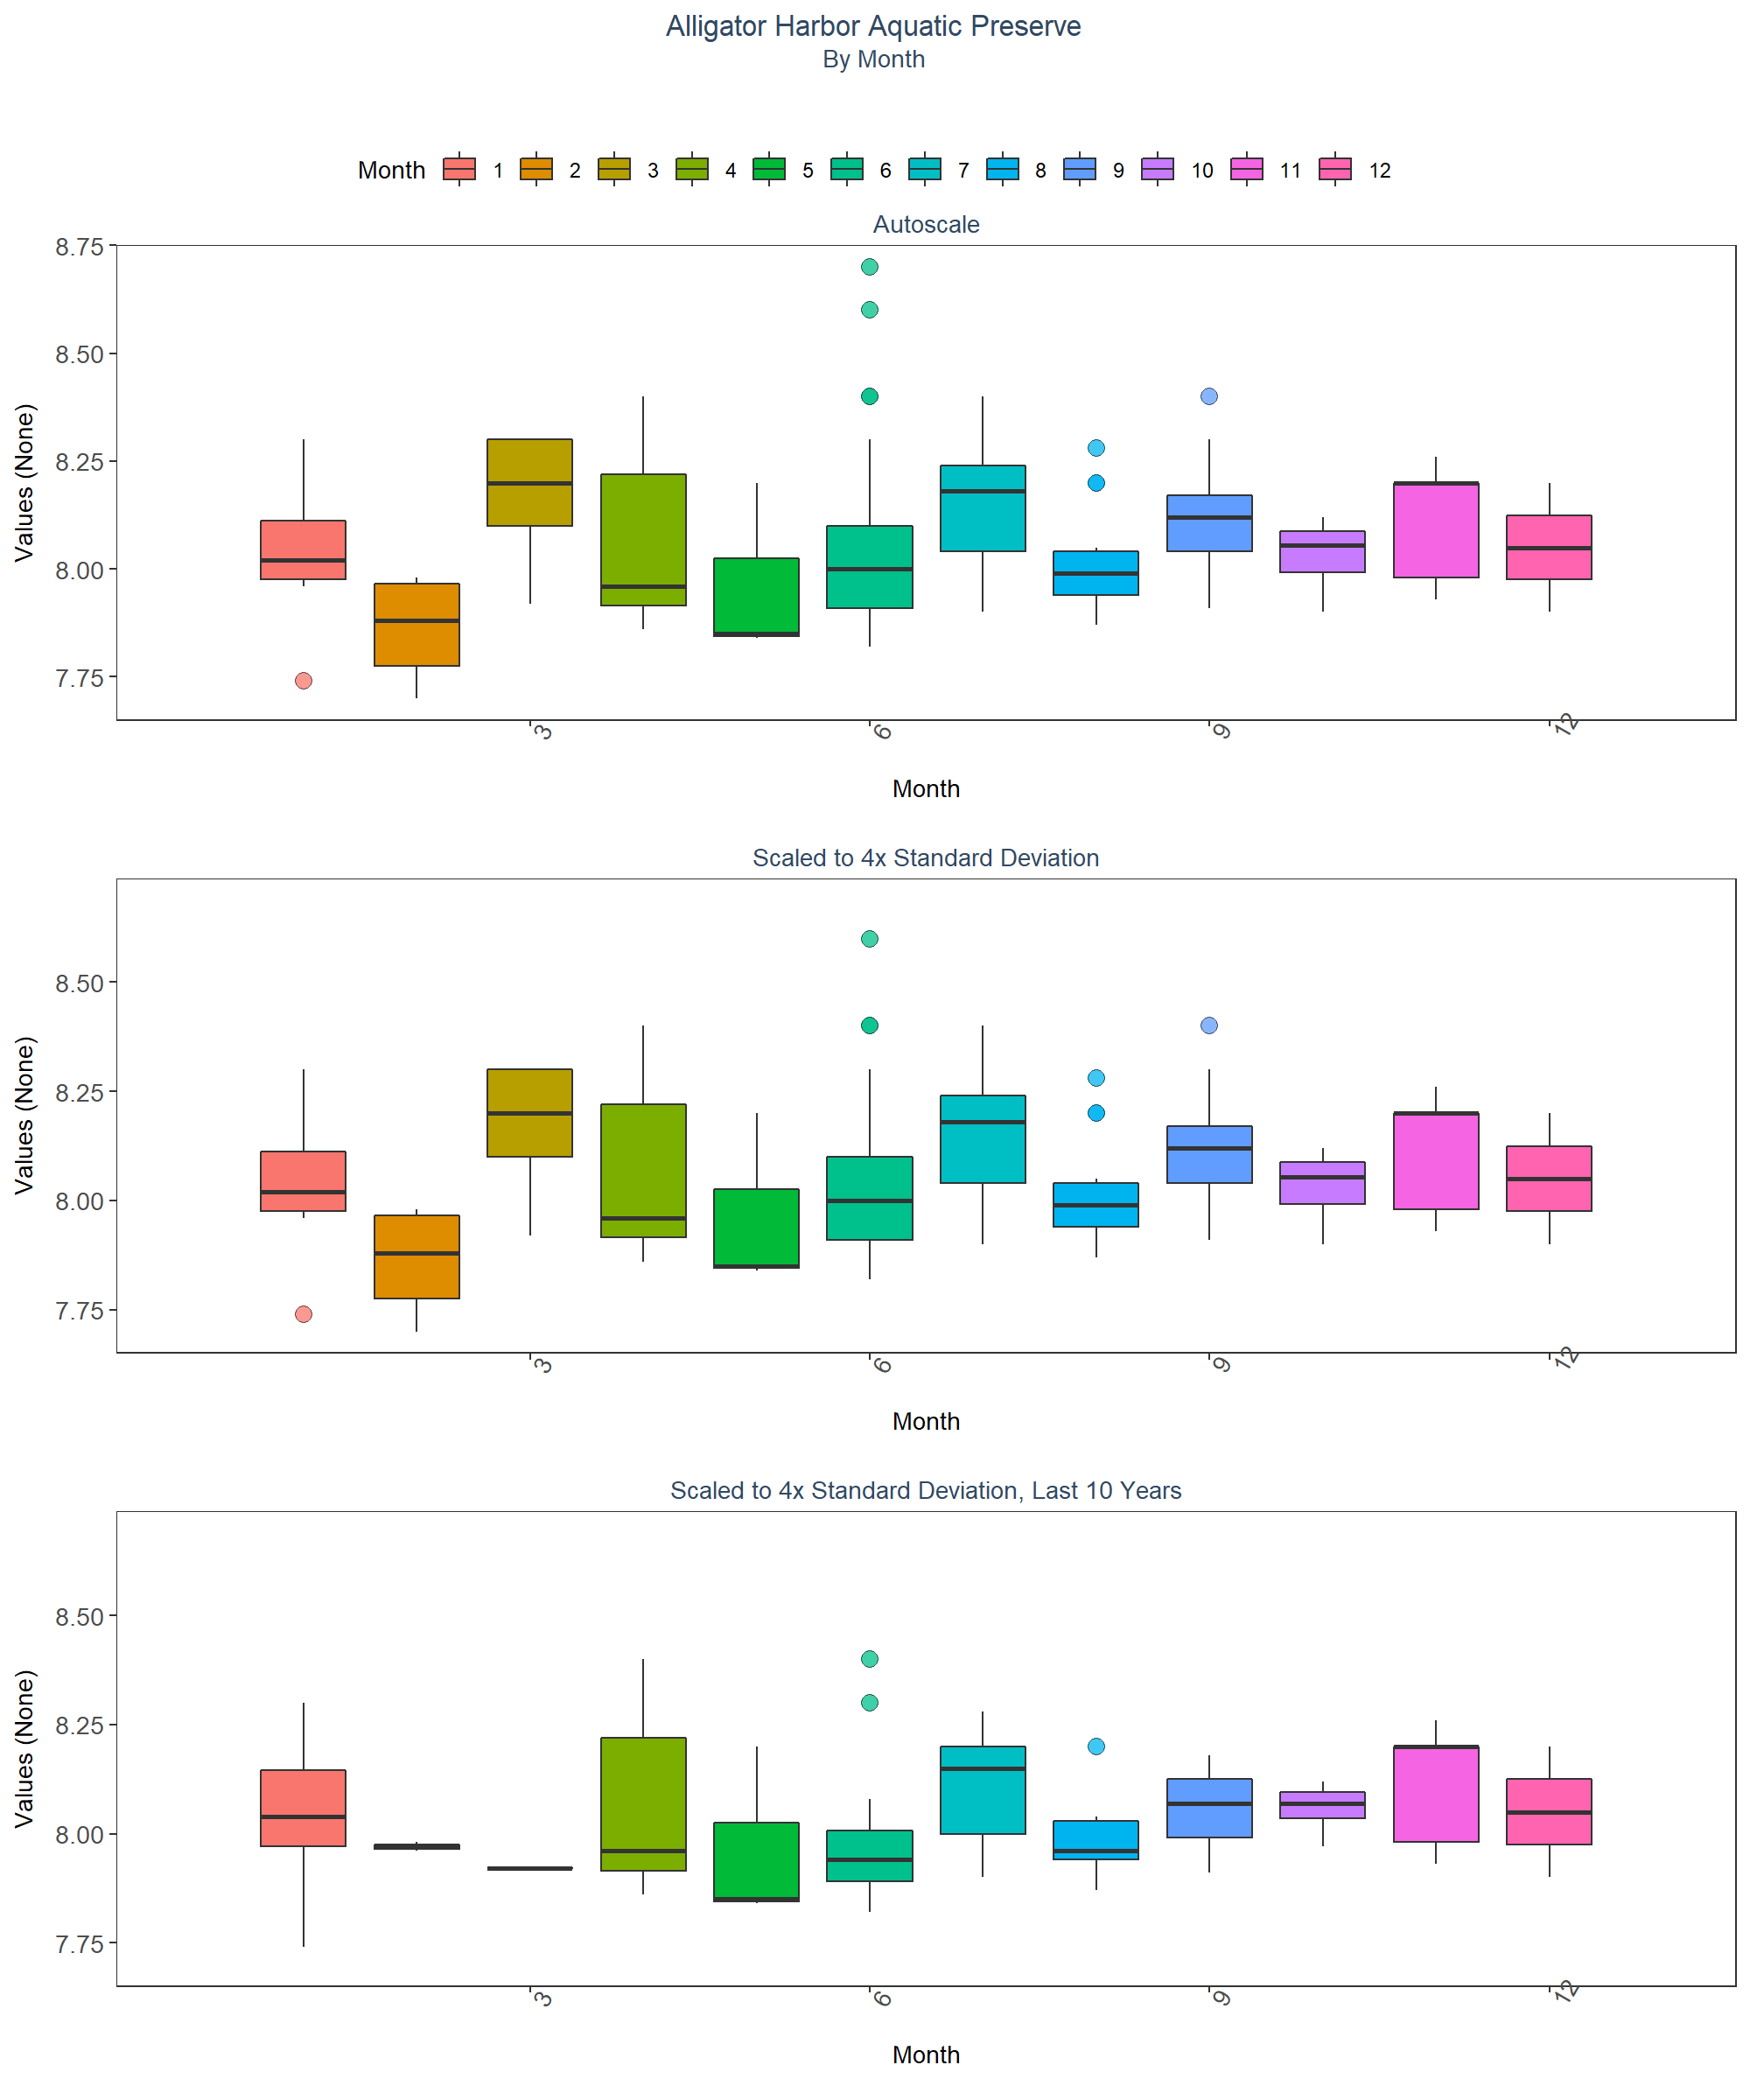 Alligator Harbor Aquatic Preserve
By Month
Month 1 2 3 4 5 6 7 8 9 10 11 12
Autoscale
Values (None)
8.75
8.50
8.25
8.00
7.75
3 6 9 12
Month
Scaled to 4x Standard Deviation
Values (None)
8.50
8.25
8.00
7.75
3 6 9 12
Month
Scaled to 4x Standard Deviation, Last 10 Years
Values (None)
8.50
8.25
8.00
7.75
3 6 9 12
Month